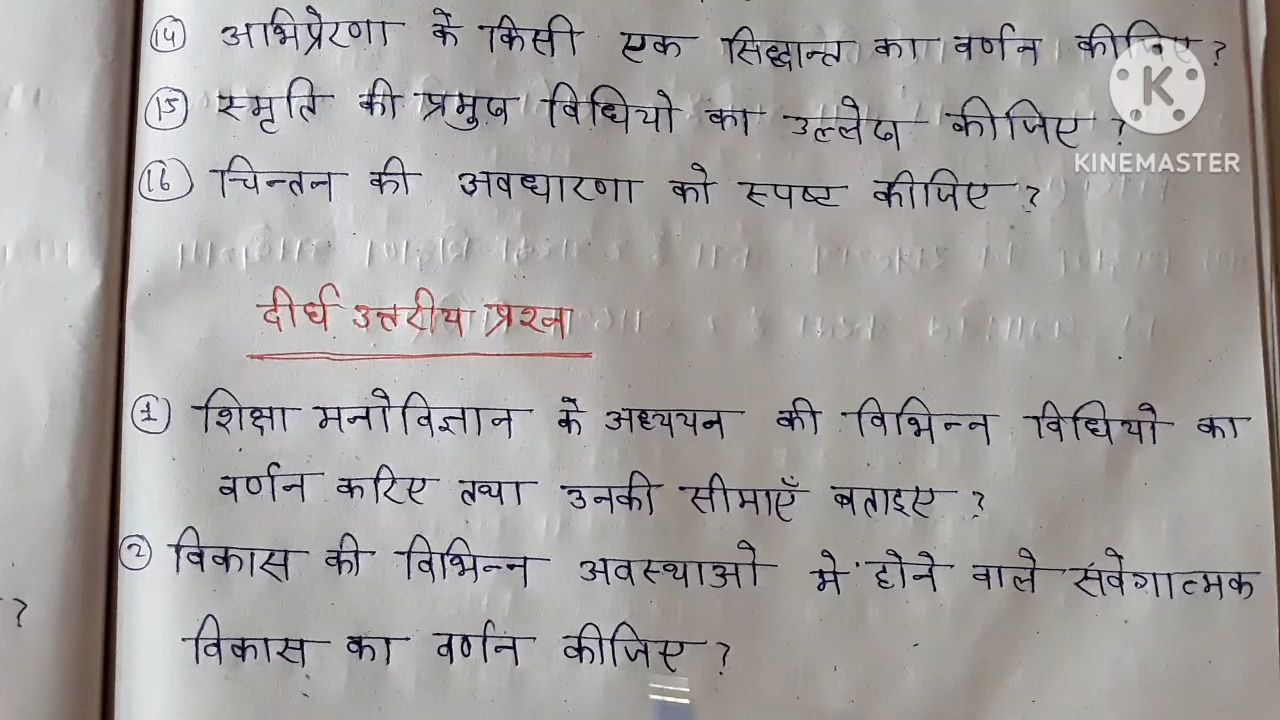 (14) अभिप्रेरणा के किसी एक सिद्धान्त का वर्णन कीजिए?
(15) स्मृति की प्रमुख विधियो का उल्लेख कीजिए?
(16) चिन्तन की अवधारणा को स्पष्ट कीजिए?
K
KINEMASTER
दीर्घ उत्तरीय प्रश्न
(1) शिक्षा मनोविज्ञान के अध्ययन की विभिन्न विधियो का
वर्णन करिए तथा उनकी सीमाएँ बताइए?
(2) विकास की विभिन्न अवस्थाओ मे होने वाले संवेगात्मक
विकास का वर्णन कीजिए?
?